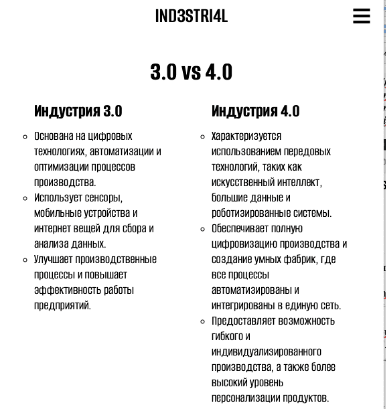 IND3STRI4L
3.0 vs 4.0
Индустрия 3.0
Основана на цифровых
технологиях, автоматизации и
оптимизации процессов
производства.
Использует сенсоры,
мобильные устройства и
интернет вещей для сбора и
анализа данных.
Улучшает производственные
процессы и повышает
эффективность работы
предприятий.
Индустрия 4.0
Характеризуется
использованием передовых
технологий, таких как
искусственный интеллект,
большие данные и
роботизированные системы.
Обеспечивает полную
цифровизацию производства и
создание умных фабрик, где
все процессы
автоматизированы и
интегрированы в единую сеть.
Предоставляет возможность
гибкого и
индивидуализированного
производства, а также более
высокий уровень
персонализации продуктов.